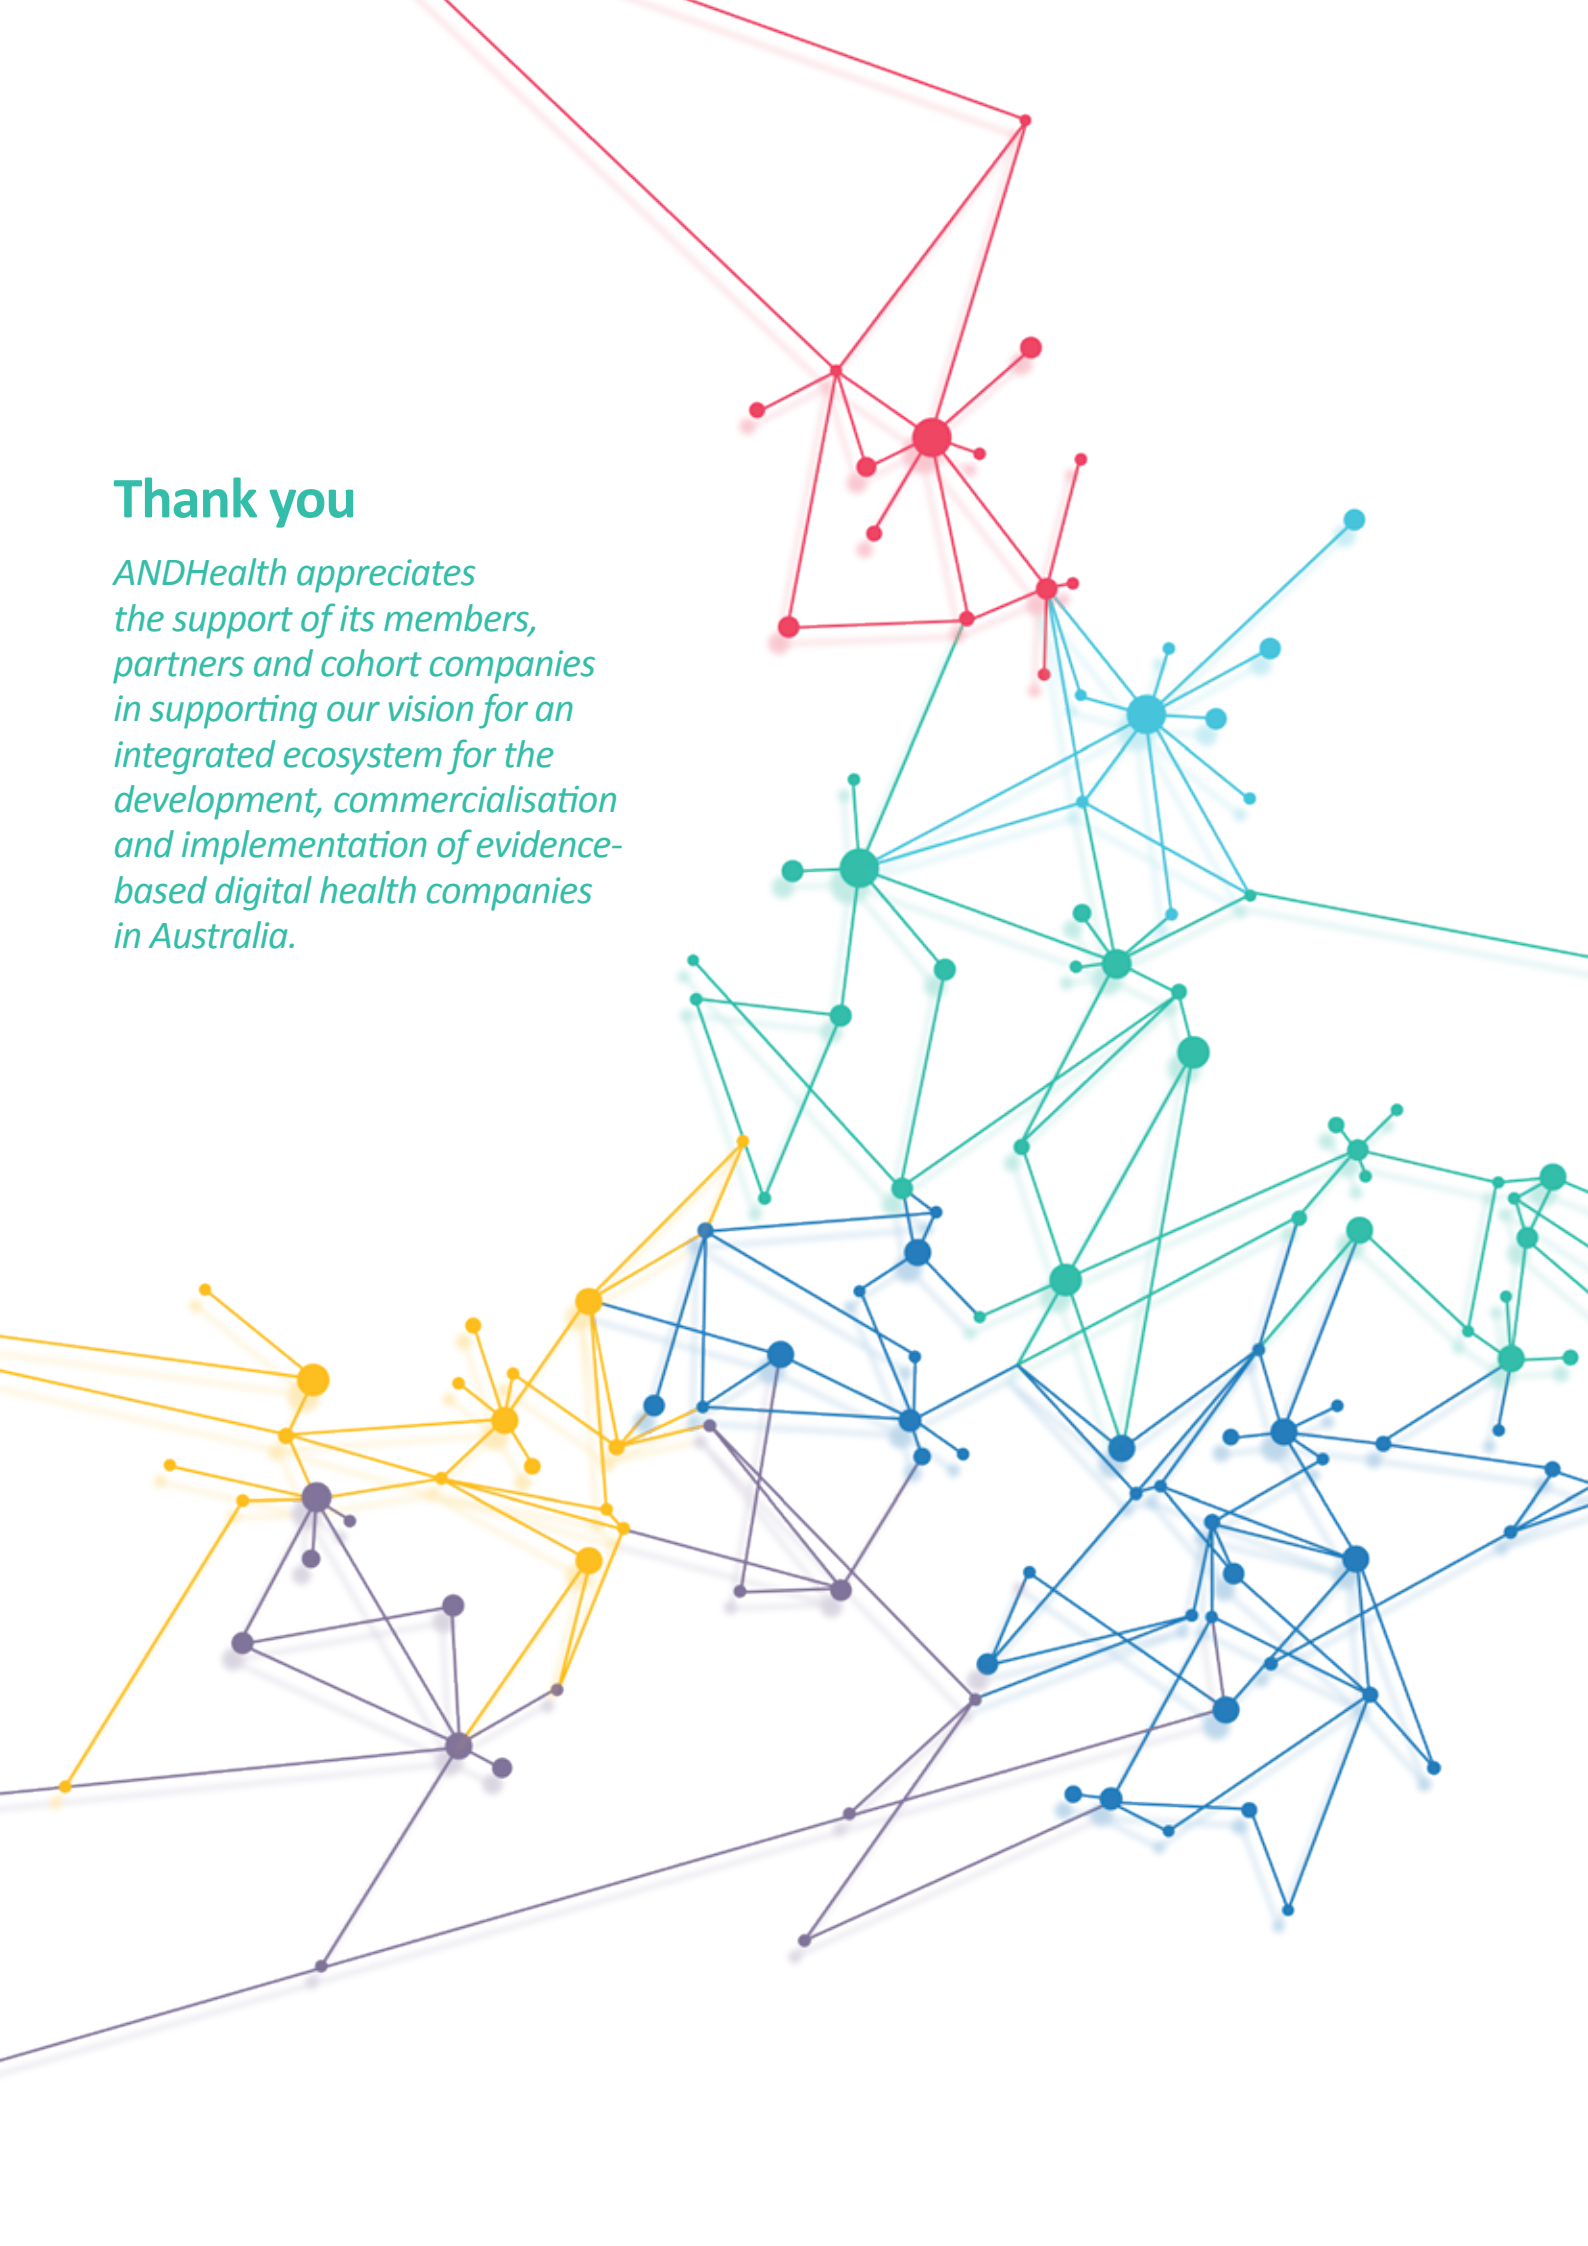 Thank you
ANDHealth appreciates
the support of its members,
partners and cohort companies
in supporting our vision for an
integrated ecosystem for the
development, commercialisation
and implementation of evidence-
based digital health companies
in Australia.